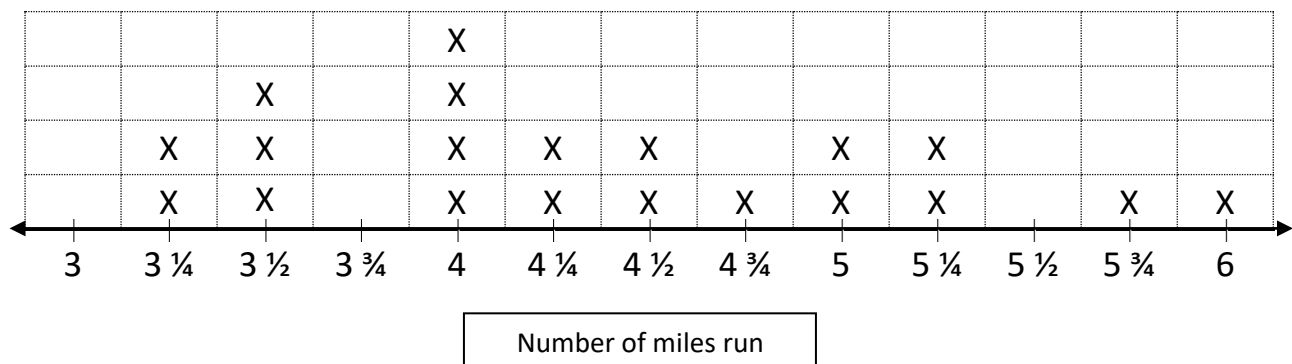 X
X X
X X X X X X X
X X X X X X X X X X
3 3 ¼ 3 ½ 3 ¾ 4 4 ¼ 4 ½ 4 ¾ 5 5 ¼ 5 ½ 5 ¾ 6
Number of miles run